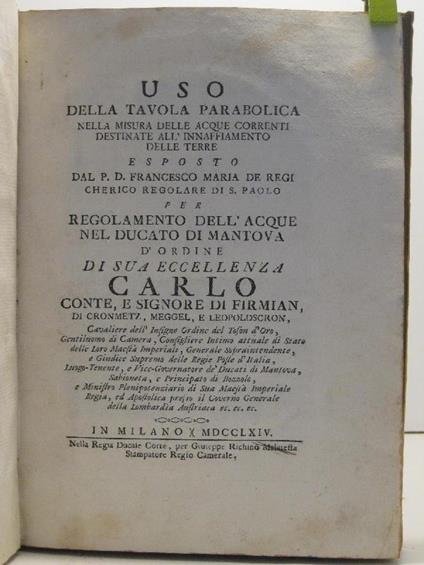 USO
DELLA TAVOLA PARABOLICA
NELLA MISURA DELLE ACQUE CORRENTI
DESTINATE ALL' INNAFFIAMENTO
DELLE TERRE
ESPOSTO
DAL P. D. FRANCESCO MARIA DE REGI
CHERICO REGOLARE DI S. PAOLO
PER
REGOLAMENTO DELL' ACQUE
NEL DUCATO DI MANTOVA
D' ORDINE
DI SUA ECCELLENZA
CARLO
CONTE, E SIGNORE DI FIRMIAN,
DI CRONMETZ, MEGGEL, E LEOPOLDSCRON,
Cavaliere dell' Insigne Ordine del Toson d'Oro,
Gentiluomo di Camera, Consigliere Intimo attuale di Stato
delle Loro Maestà Imperiali, Generale Sopraintendente,
e Giudice Supremo delle Regie Poste d'Italia,
Luogo-Tenente, e Vice-Governatore de' Ducati di Mantova,
Sabioneta, e Principato di Bozzolo,
e Ministro Plenipotenziario di Sua Maestà Imperiale
Regia, ed Apostolica presso il Governo Generale
della Lombardia Austriaca ec. ec. ec.
IN MILANO X MDCCLXIV.
Nella Regia Ducale Corte, per Giuseppe Richino Malatesta
Stampatore Regio Camerale,